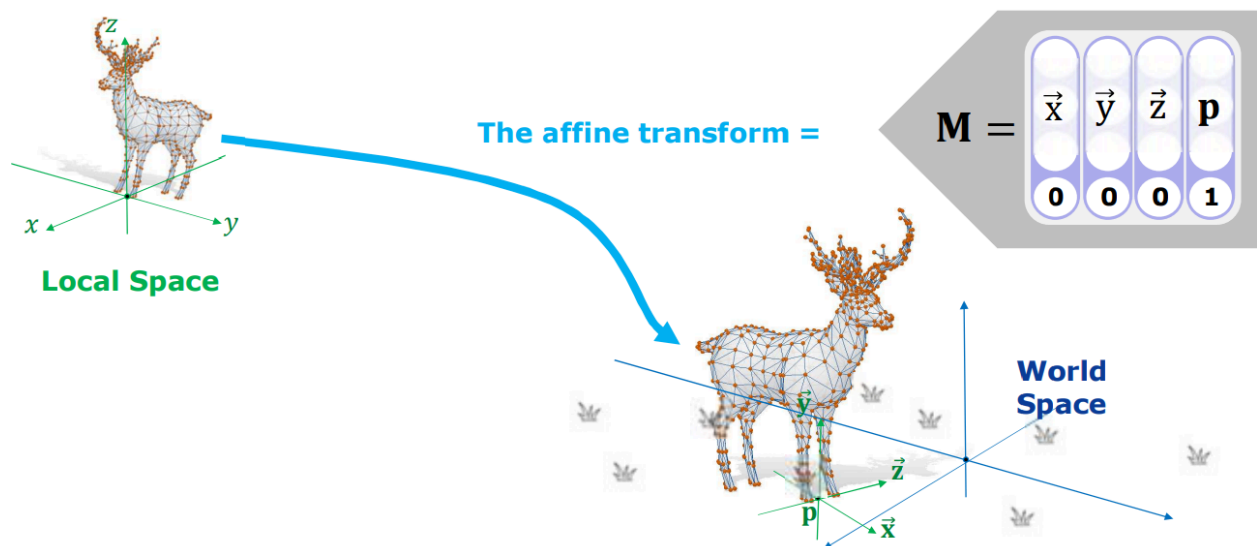 z
x
y
Local Space
The affine transform =
M =
x⃗ y⃗ z⃗ p
0 0 0 1
World
Space
y⃗
z⃗
p
x⃗